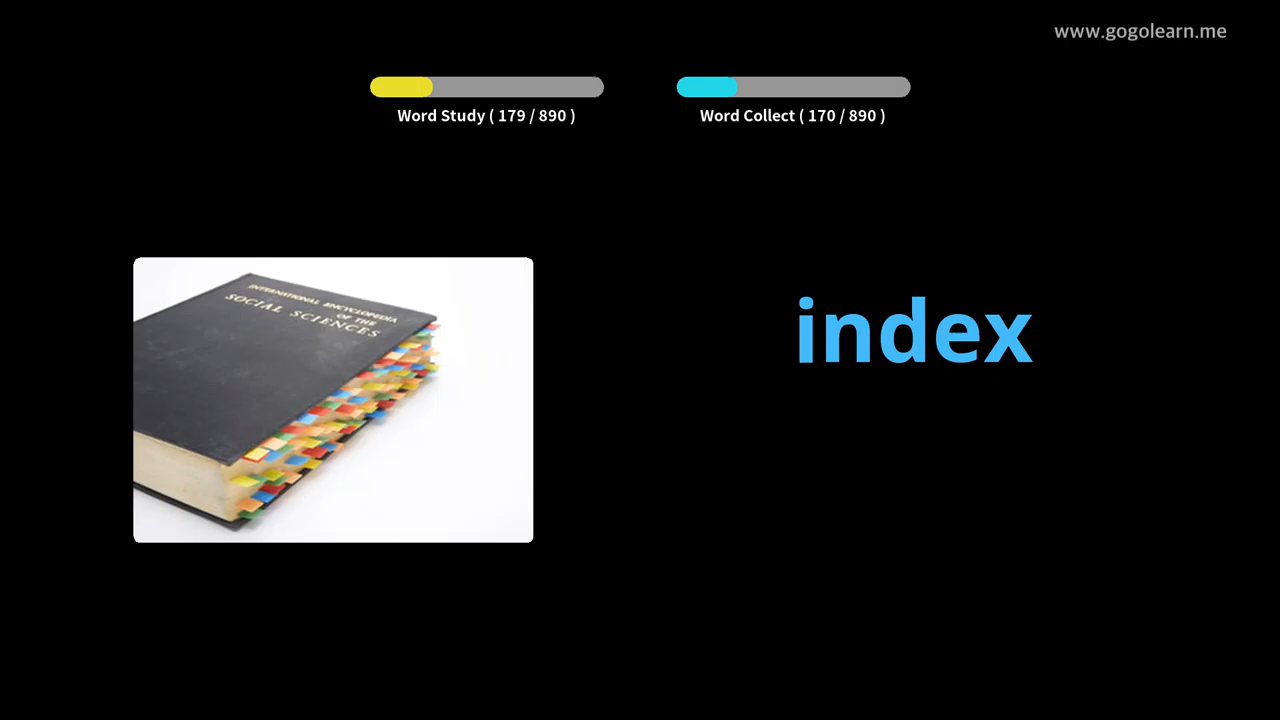 www.gogolearn.me
Word Study ( 179 / 890 )
Word Collect ( 170 / 890 )
INTERNATIONAL ENCYCLOPEDIA
OF THE
SOCIAL SCIENCES
index